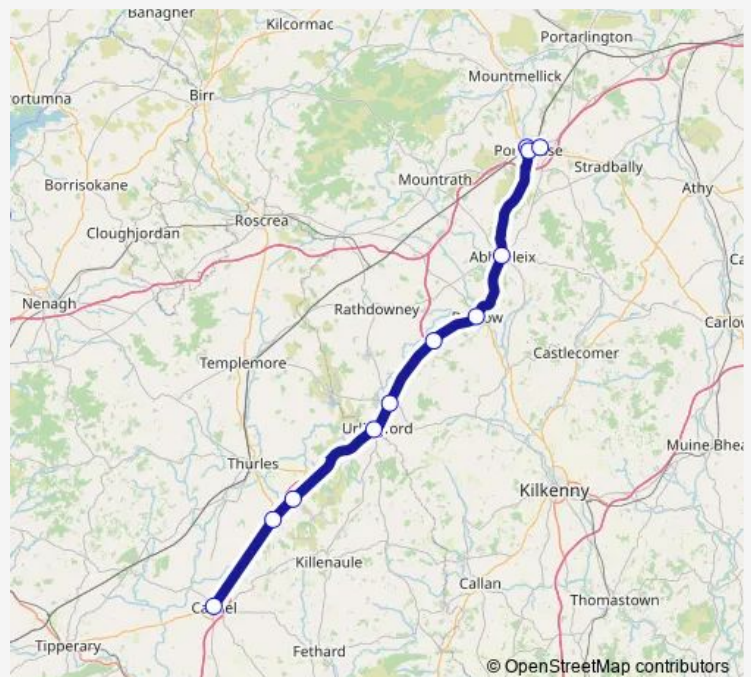 Banagher
Kilcormac
Portarlington
Mountmellick
ortumna
Birr
Stradbally
Mountrath
Borrisokane
Athy
Roscrea
Cloughjordan
Nenagh
Rathdowney
Carlow
Castlecomer
Templemore
Muine Bhea
Thurles
Kilkenny
Killenaule
Callan
Thomastown
Tipperary
Fethard
© OpenStreetMap contributors